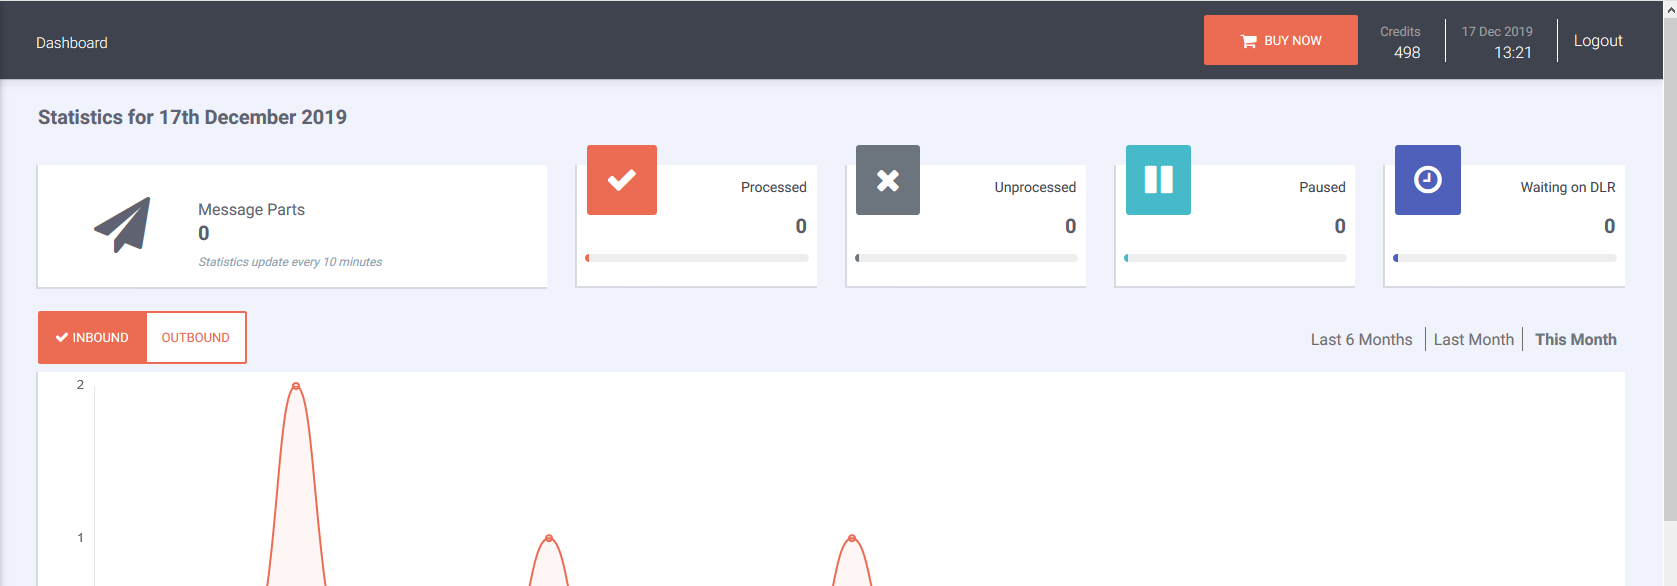 Dashboard
BUY NOW
Credits
498
17 Dec 2019
13:21
Logout
Statistics for 17th December 2019
Message Parts
0
Statistics update every 10 minutes
Processed
0
Unprocessed
0
Paused
0
Waiting on DLR
0
INBOUND
OUTBOUND
Last 6 Months
Last Month
This Month
2
1